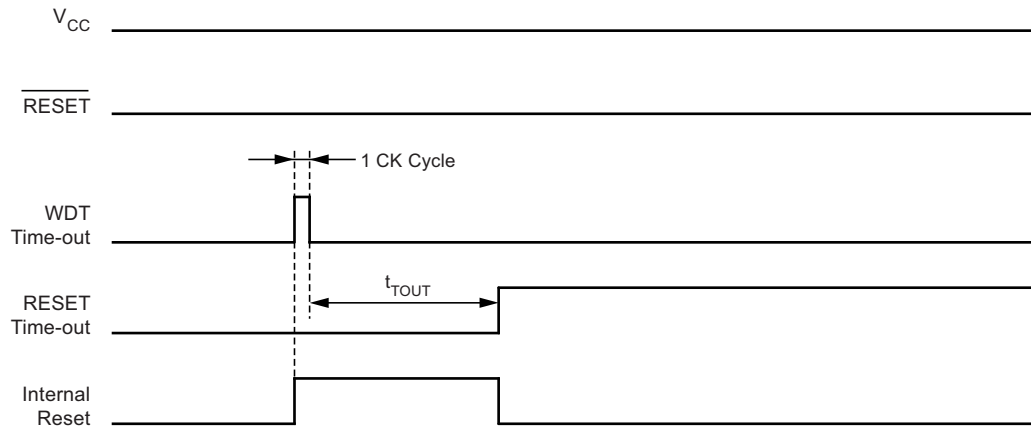 VCC
RESET
1 CK Cycle
WDT
Time-out
tTOUT
RESET
Time-out
Internal
Reset